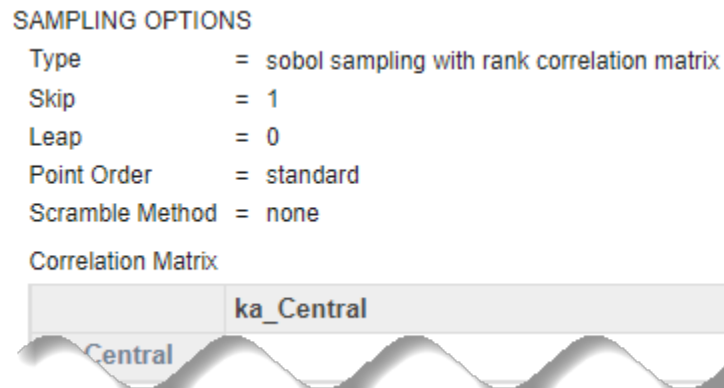 SAMPLING OPTIONS
Type = sobol sampling with rank correlation matrix
Skip = 1
Leap = 0
Point Order = standard
Scramble Method = none
Correlation Matrix
ka_Central
Central